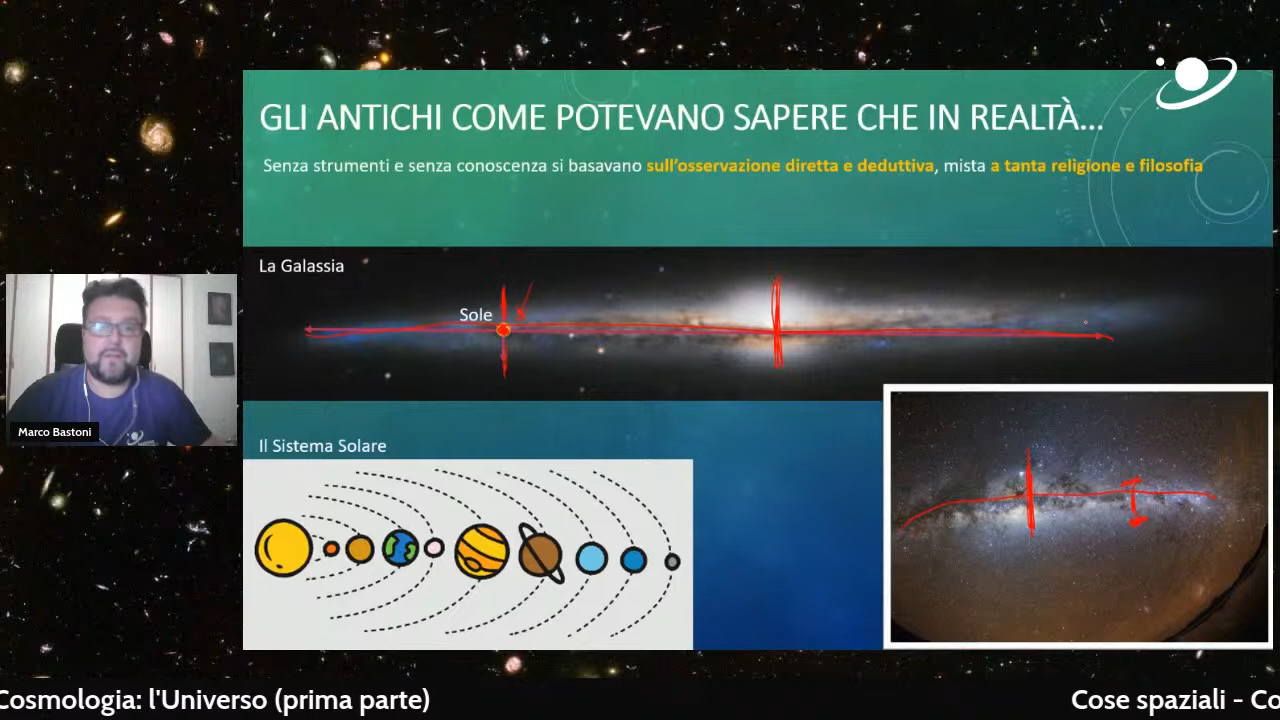 GLI ANTICHI COME POTEVANO SAPERE CHE IN REALTÀ...
Senza strumenti e senza conoscenza si basavano sull'osservazione diretta e deduttiva, mista a tanta religione e filosofia
La Galassia
Sole
Marco Bastoni
Il Sistema Solare
Cosmologia: l'Universo (prima parte)
Cose spaziali - Co